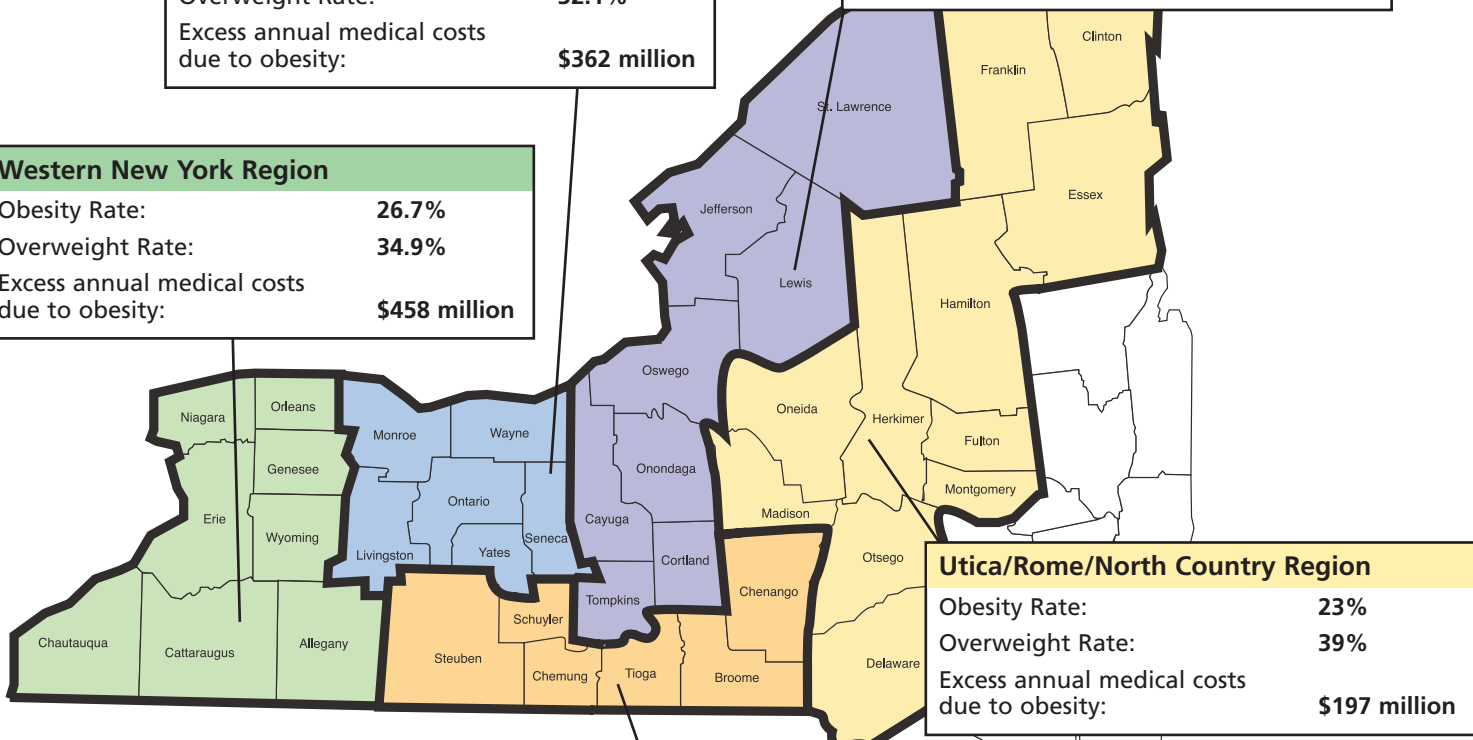 Overweight Rate: 32.1%
Excess annual medical costs
due to obesity: $362 million
Western New York Region
Obesity Rate: 26.7%
Overweight Rate: 34.9%
Excess annual medical costs
due to obesity: $458 million
Clinton
Franklin
St. Lawrence
Essex
Jefferson
Lewis
Hamilton
Oswego
Oneida
Herkimer
Niagara
Orleans
Monroe
Wayne
Fulton
Genesee
Onondaga
Montgomery
Ontario
Erie
Cayuga
Madison
Wyoming
Livingston
Yates
Seneca
Cortland
Otsego
Tompkins
Chenango
Schuyler
Chautauqua
Cattaraugus
Allegany
Steuben
Chemung
Tioga
Broome
Delaware
Utica/Rome/North Country Region
Obesity Rate: 23%
Overweight Rate: 39%
Excess annual medical costs
due to obesity: $197 million